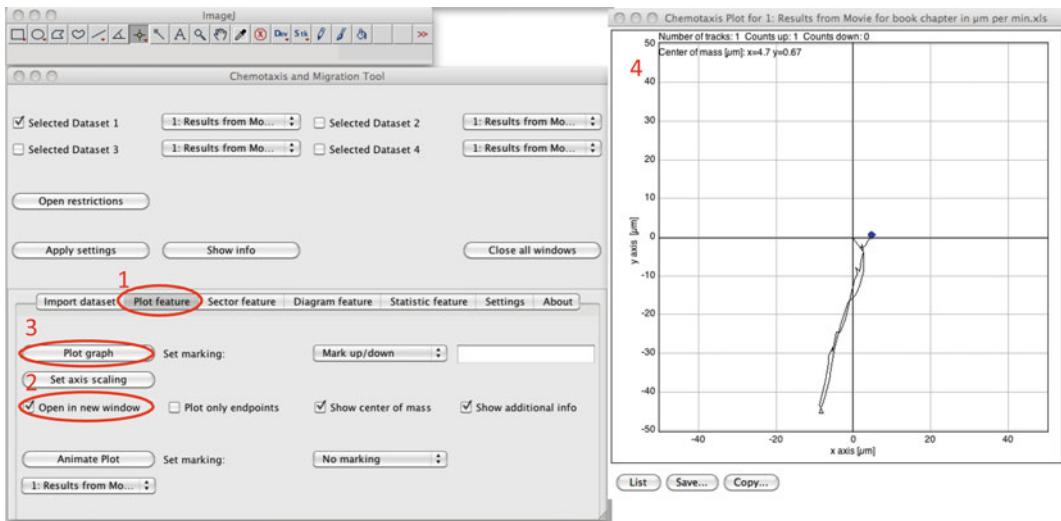 ImageJ
A
Dev
Stk
>>
Chemotaxis and Migration Tool
Selected Dataset 1
1: Results from Mo...
Selected Dataset 2
1: Results from Mo...
Selected Dataset 3
1: Results from Mo...
Selected Dataset 4
1: Results from Mo...
Open restrictions
Apply settings
Show info
Close all windows
1
Import dataset
Plot feature
Sector feature
Diagram feature
Statistic feature
Settings
About
3
Plot graph
Set marking:
Mark up/down
Set axis scaling
2
Open in new window
Plot only endpoints
Show center of mass
Show additional info
Animate Plot
Set marking:
No marking
1: Results from Mo...
Chemotaxis Plot for 1: Results from Movie for book chapter in µm per min.xls
Number of tracks: 1 Counts up: 1 Counts down: 0
Center of mass [µm]: x=4.7 y=0.67
4
50
40
30
20
10
0
-10
-20
-30
-40
-50
y axis [µm]
-40
-20
0
20
40
x axis [µm]
List
Save...
Copy...